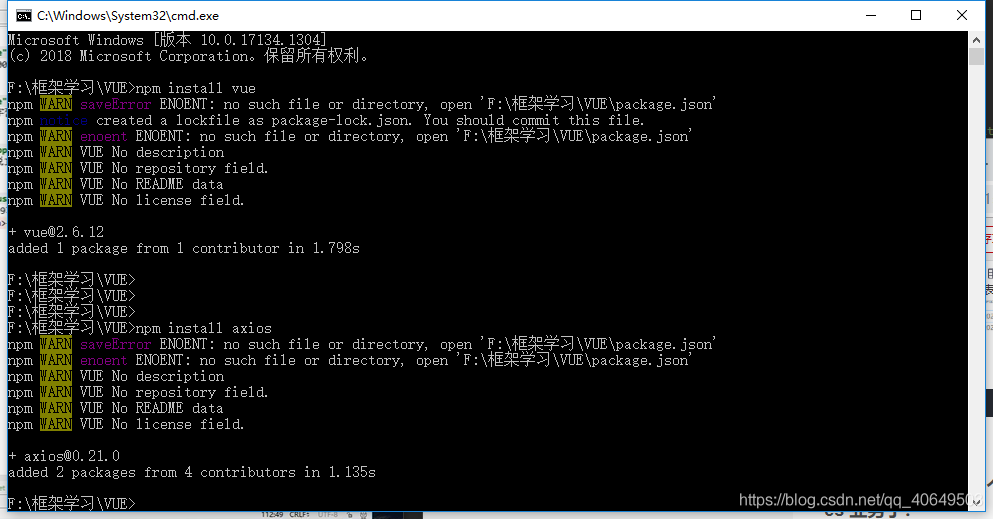 C:\Windows\System32\cmd.exe
Microsoft Windows [版本 10.0.17134.1304]
(c) 2018 Microsoft Corporation。保留所有权利。
F:\框架学习\VUE>npm install vue
npm WARN saveError ENOENT: no such file or directory, open 'F:\框架学习\VUE\package.json'
npm notice created a lockfile as package-lock.json. You should commit this file.
npm WARN enoent ENOENT: no such file or directory, open 'F:\框架学习\VUE\package.json'
npm WARN VUE No description
npm WARN VUE No repository field.
npm WARN VUE No README data
npm WARN VUE No license field.
+ vue@2.6.12
added 1 package from 1 contributor in 1.798s
F:\框架学习\VUE>
F:\框架学习\VUE>
F:\框架学习\VUE>
F:\框架学习\VUE>npm install axios
npm WARN saveError ENOENT: no such file or directory, open 'F:\框架学习\VUE\package.json'
npm WARN enoent ENOENT: no such file or directory, open 'F:\框架学习\VUE\package.json'
npm WARN VUE No description
npm WARN VUE No repository field.
npm WARN VUE No README data
npm WARN VUE No license field.
+ axios@0.21.0
added 2 packages from 4 contributors in 1.135s
F:\框架学习\VUE>
https://blog.csdn.net/qq_40649503
112:49 CRLF: UTF-8